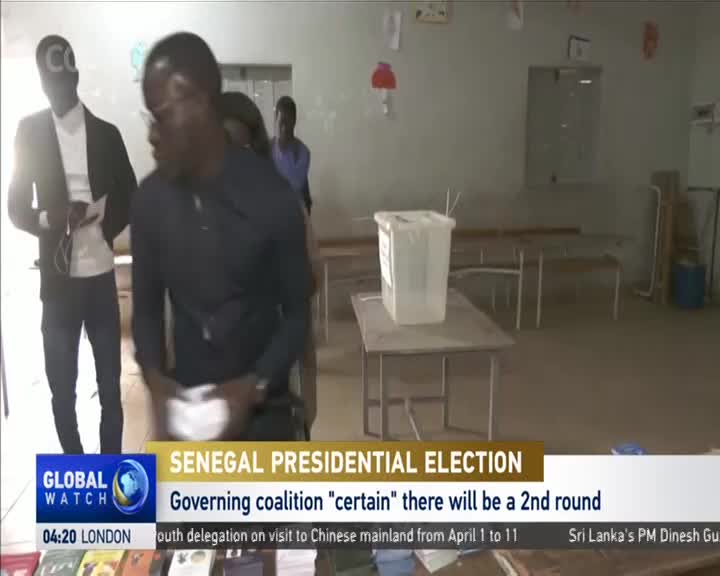 SENEGAL PRESIDENTIAL ELECTION
Governing coalition "certain" there will be a 2nd round
GLOBAL
WATCH
04:20 LONDON
outh delegation on visit to Chinese mainland from April 1 to 11 Sri Lanka's PM Dinesh Gu